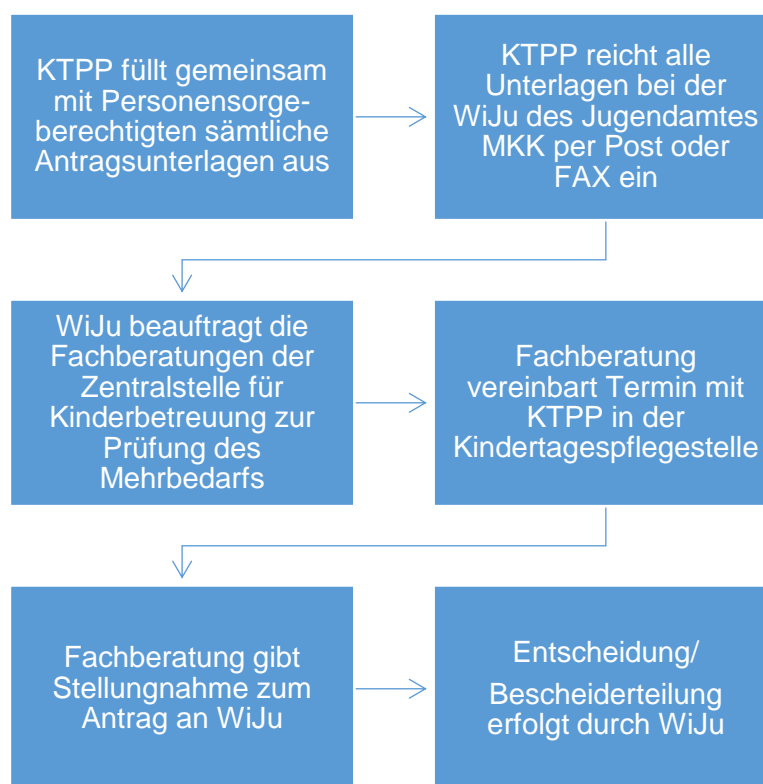 KTPP füllt gemeinsam
mit Personensorge-
berechtigten sämtliche
Antragsunterlagen aus
KTPP reicht alle
Unterlagen bei der
WiJu des Jugendamtes
MKK per Post oder
FAX ein
WiJu beauftragt die
Fachberatungen der
Zentralstelle für
Kinderbetreuung zur
Prüfung des
Mehrbedarfs
Fachberatung
vereinbart Termin mit
KTPP in der
Kindertagespflegestelle
Fachberatung gibt
Stellungnahme zum
Antrag an WiJu
Entscheidung/
Bescheiderteilung
erfolgt durch WiJu